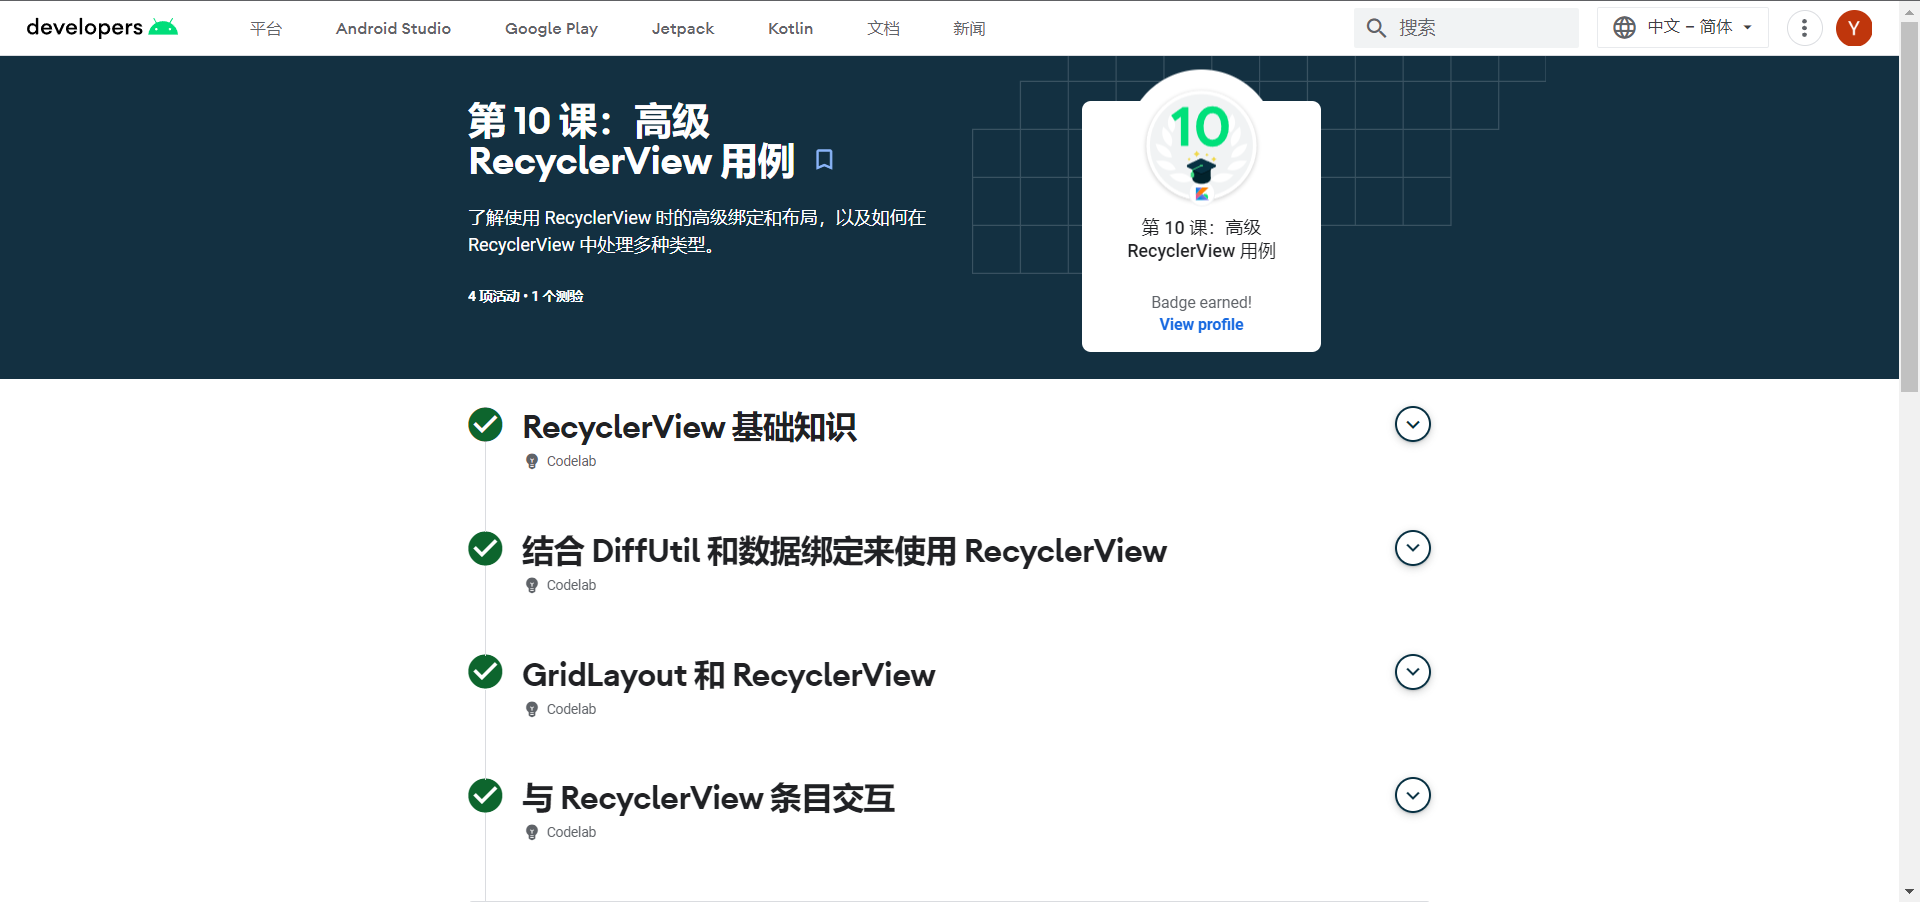 developers
平台
Android Studio
Google Play
Jetpack
Kotlin
文档
新闻
搜索
中文 – 简体
Y
第 10 课：高级
RecyclerView 用例
了解使用 RecyclerView 时的高级绑定和布局，以及如何在
RecyclerView 中处理多种类型。
4 项活动 • 1 个测验
10
第 10 课：高级
RecyclerView 用例
Badge earned!
View profile
RecyclerView 基础知识
Codelab
结合 DiffUtil 和数据绑定来使用 RecyclerView
Codelab
GridLayout 和 RecyclerView
Codelab
与 RecyclerView 条目交互
Codelab